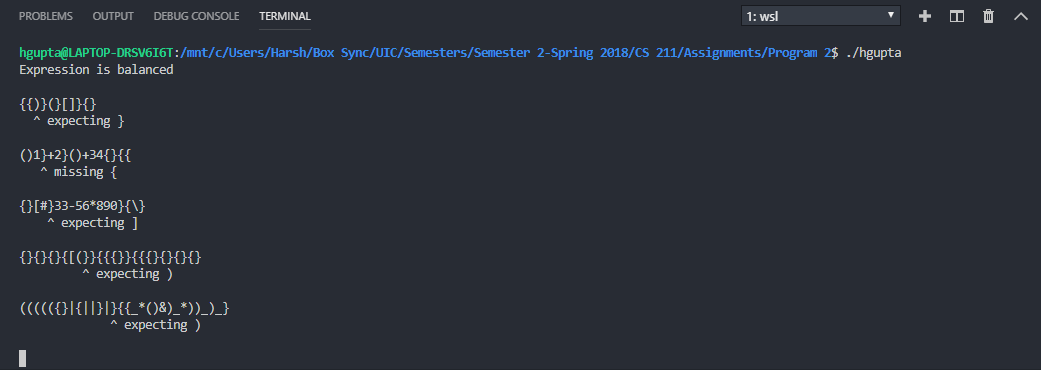 PROBLEMS OUTPUT DEBUG CONSOLE TERMINAL 1: wsl
hgupta@LAPTOP-DRSV6I6T:/mnt/c/Users/Harsh/Box Sync/UIC/Semesters/Semester 2-Spring 2018/CS 211/Assignments/Program 2$ ./hgupta
Expression is balanced
{{)}(}[]}{}
^ expecting }
()1}+2}()+34{}{{
^ missing {
{}[#}33-56*890}{\}
^ expecting ]
{}{}{}{[(}}{{{}}{{{}{}{}{}
^ expecting )
((((({}|{||}|}{{_*()&)_*))_)_}
^ expecting )